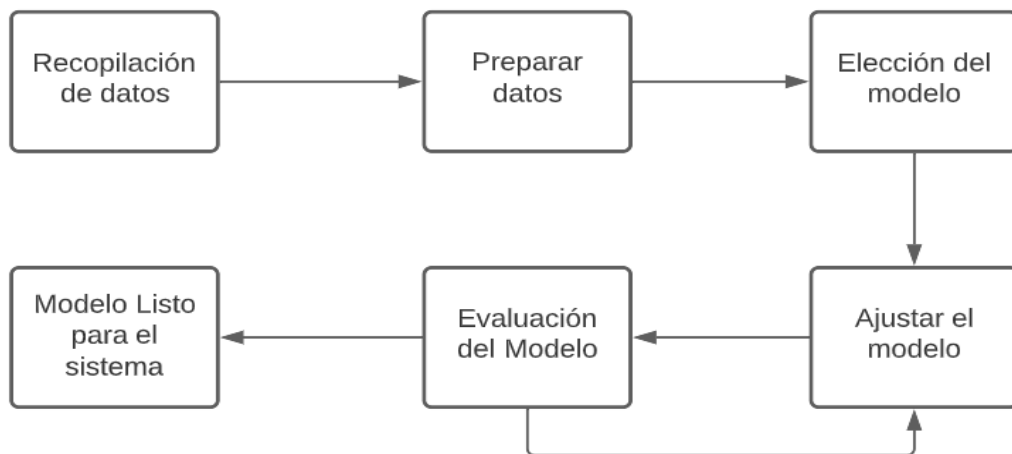 Recopilación
de datos
Preparar
datos
Elección del
modelo
Modelo Listo
para el
sistema
Evaluación
del Modelo
Ajustar el
modelo